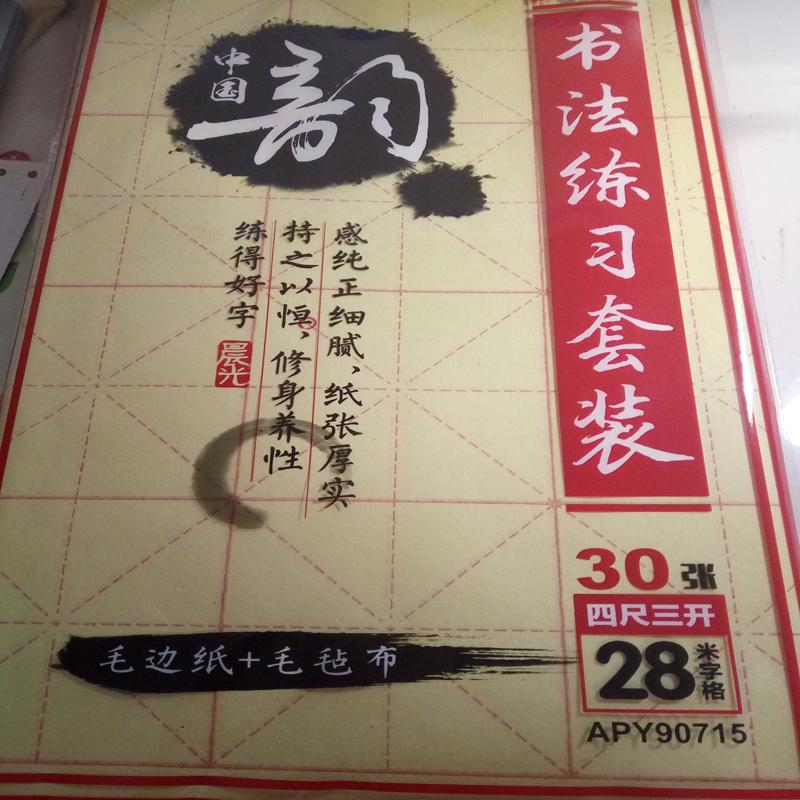 书法练习套装
中国
韵
感纯正细腻、纸张厚实
持之以恒，修身养性
练得好字
晨光
30张
四尺三开
28米字格
APY90715
毛边纸+毛毡布